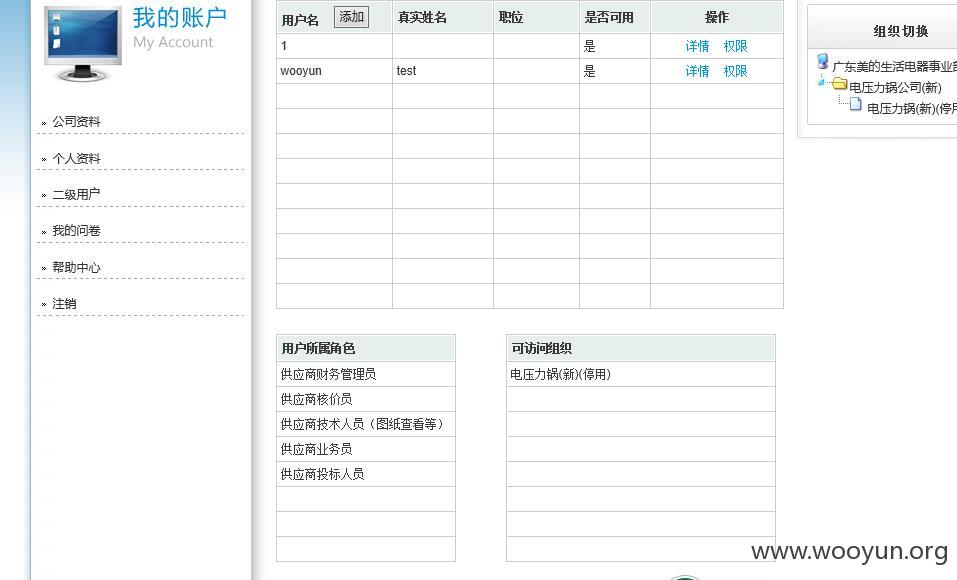 我的账户
My Account
» 公司资料
» 个人资料
» 二级用户
» 我的问卷
» 帮助中心
» 注销
用户名 添加 真实姓名 职位 是否可用 操作
1 是 详情 权限
wooyun test 是 详情 权限
用户所属角色
供应商财务管理员
供应商核价员
供应商技术人员（图纸查看等）
供应商业务员
供应商投标人员
可访问组织
电压力锅(新)(停用)
组织切换
广东美的生活电器事业
电压力锅公司(新)
电压力锅(新)(停用
www.wooyun.org